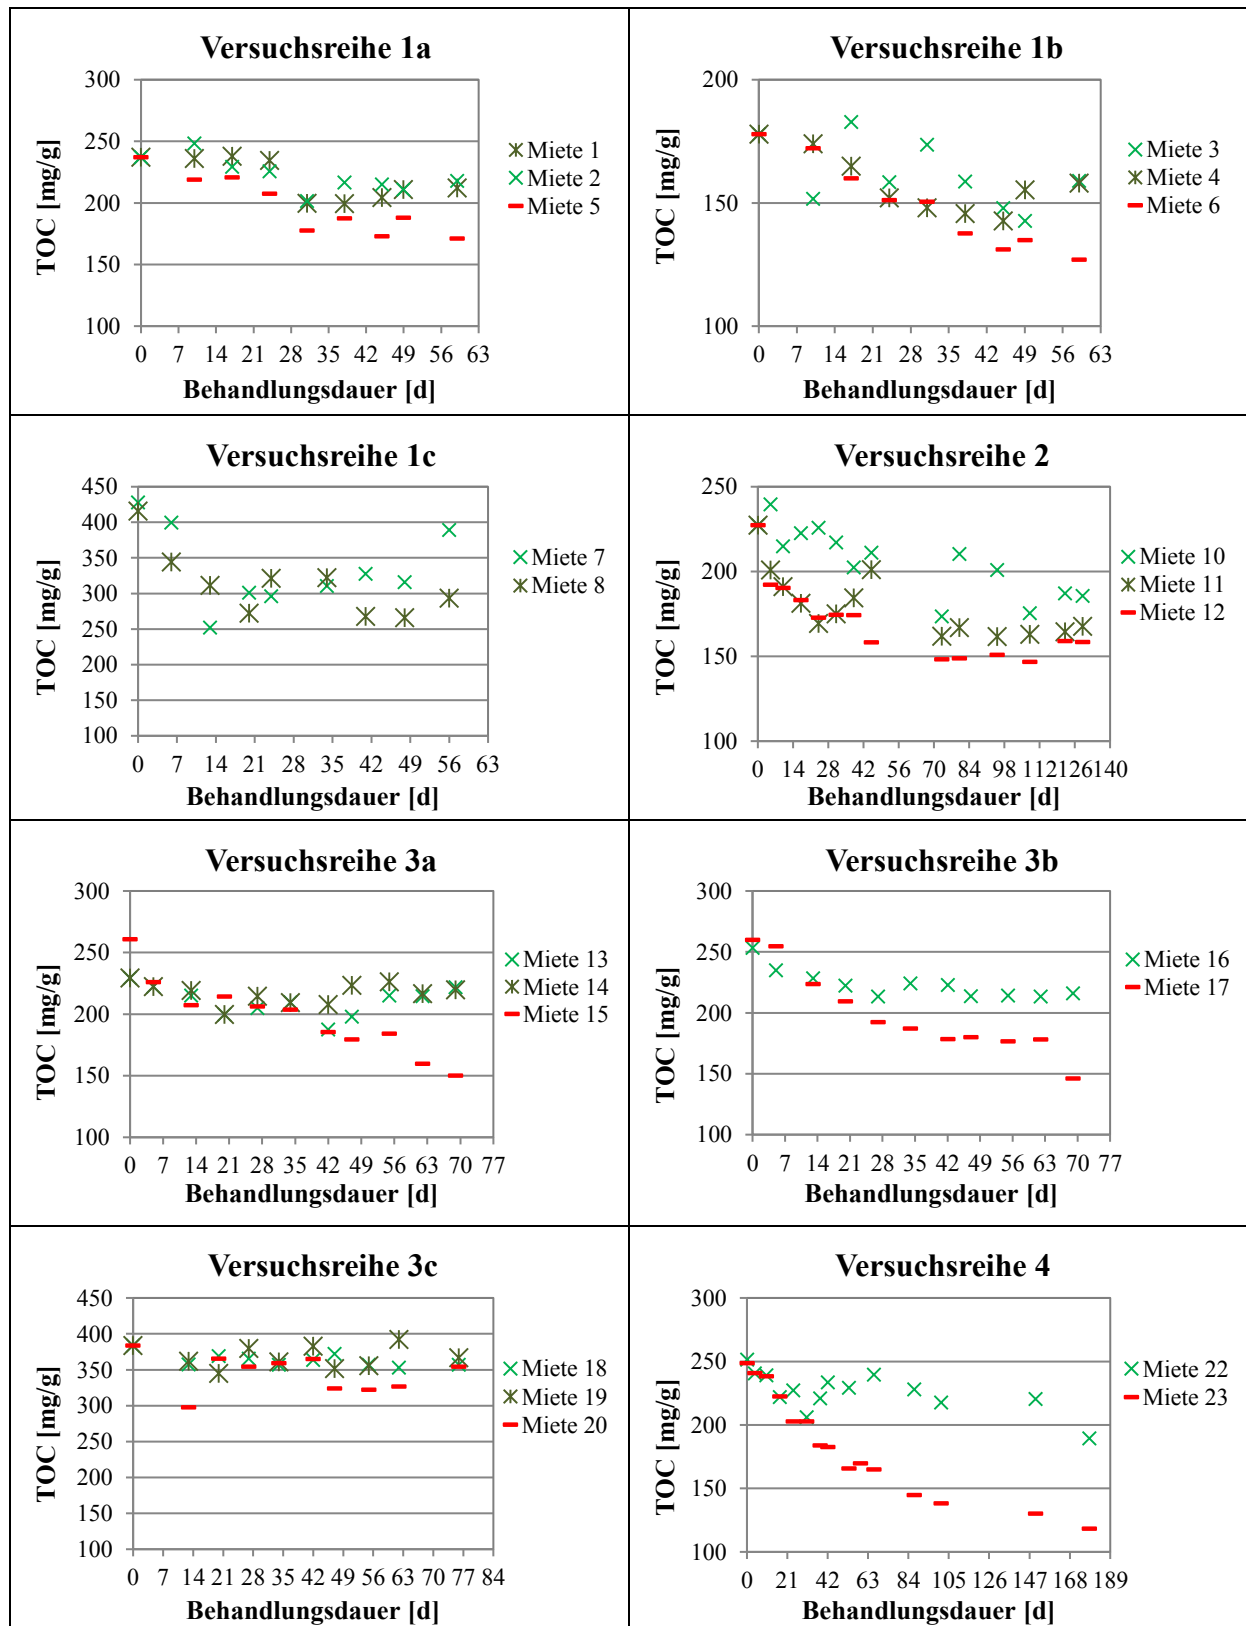 Versuchsreihe 1a
300
250
200
150
100
TOC [mg/g]
0 7 14 21 28 35 42 49 56 63
Behandlungsdauer [d]
Miete 1
Miete 2
Miete 5
Versuchsreihe 1b
200
150
100
TOC [mg/g]
0 7 14 21 28 35 42 49 56 63
Behandlungsdauer [d]
Miete 3
Miete 4
Miete 6
Versuchsreihe 1c
450
400
350
300
250
200
150
100
TOC [mg/g]
0 7 14 21 28 35 42 49 56 63
Behandlungsdauer [d]
Miete 7
Miete 8
Versuchsreihe 2
250
200
150
100
TOC [mg/g]
0 14 28 42 56 70 84 98 112 126 140
Behandlungsdauer [d]
Miete 10
Miete 11
Miete 12
Versuchsreihe 3a
300
250
200
150
100
TOC [mg/g]
0 7 14 21 28 35 42 49 56 63 70 77
Behandlungsdauer [d]
Miete 13
Miete 14
Miete 15
Versuchsreihe 3b
300
250
200
150
100
TOC [mg/g]
0 7 14 21 28 35 42 49 56 63 70 77
Behandlungsdauer [d]
Miete 16
Miete 17
Versuchsreihe 3c
450
400
350
300
250
200
150
100
TOC [mg/g]
0 7 14 21 28 35 42 49 56 63 70 77 84
Behandlungsdauer [d]
Miete 18
Miete 19
Miete 20
Versuchsreihe 4
300
250
200
150
100
TOC [mg/g]
0 21 42 63 84 105 126 147 168 189
Behandlungsdauer [d]
Miete 22
Miete 23